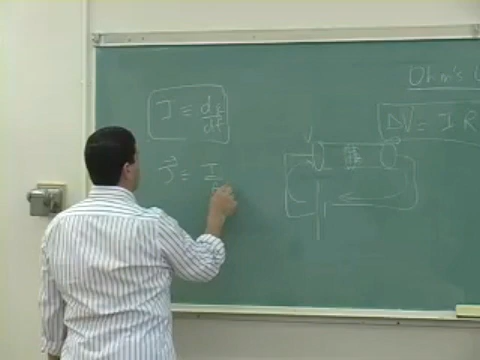 Ohm's
I = dq/dt
ΔV = I R
J⃗ = I/